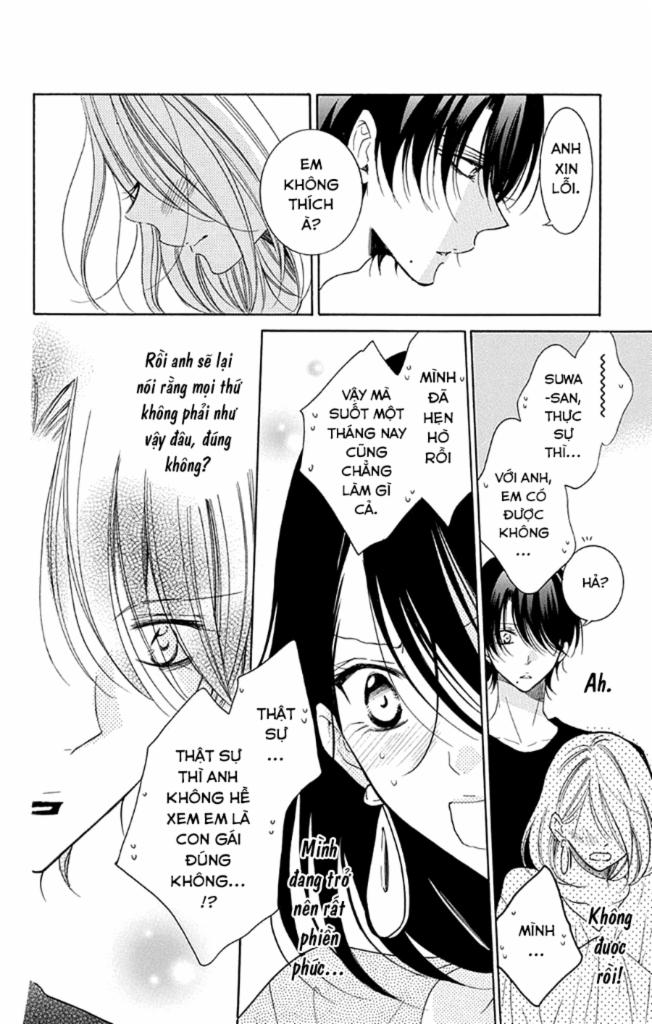 ANH
XIN
LỖI.
EM
KHÔNG
THÍCH
À?
SUWA
-SAN,
THỰC
SỰ
THÌ...
VỚI ANH,
EM CÓ
ĐƯỢC
KHÔNG
...
HẢ?
Ah.
MÌNH
...
Không
được
rồi!
MÌNH
ĐÃ
HẸN
HÒ
RỒI
VẬY MÀ
SUỐT MỘT
THÁNG NAY
CŨNG
CHẲNG
LÀM GÌ
CẢ.
THẬT
SỰ
...
THẬT SỰ
THÌ ANH
KHÔNG HỀ
XEM EM LÀ
CON GÁI
ĐÚNG
KHÔNG...
!?
Mình
đang trở
nên rất
phiền
phức...
Rồi anh sẽ lại
nói rằng mọi thứ
không phải như
vậy đâu, đúng
không?